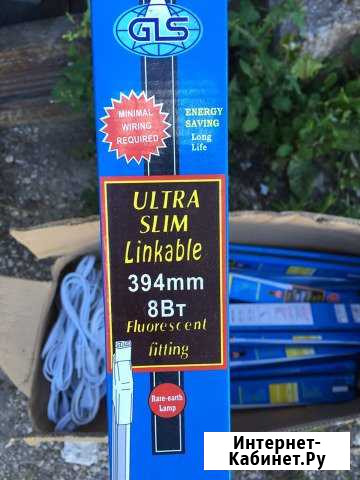 GLS
MINIMAL
WIRING
REQUIRED
ENERGY
SAVING
Long
Life
ULTRA
SLIM
Linkable
394mm
8Вт
Fluorescent
fitting
Rare-earth
Lamp
Интернет-
Кабинет.Ру